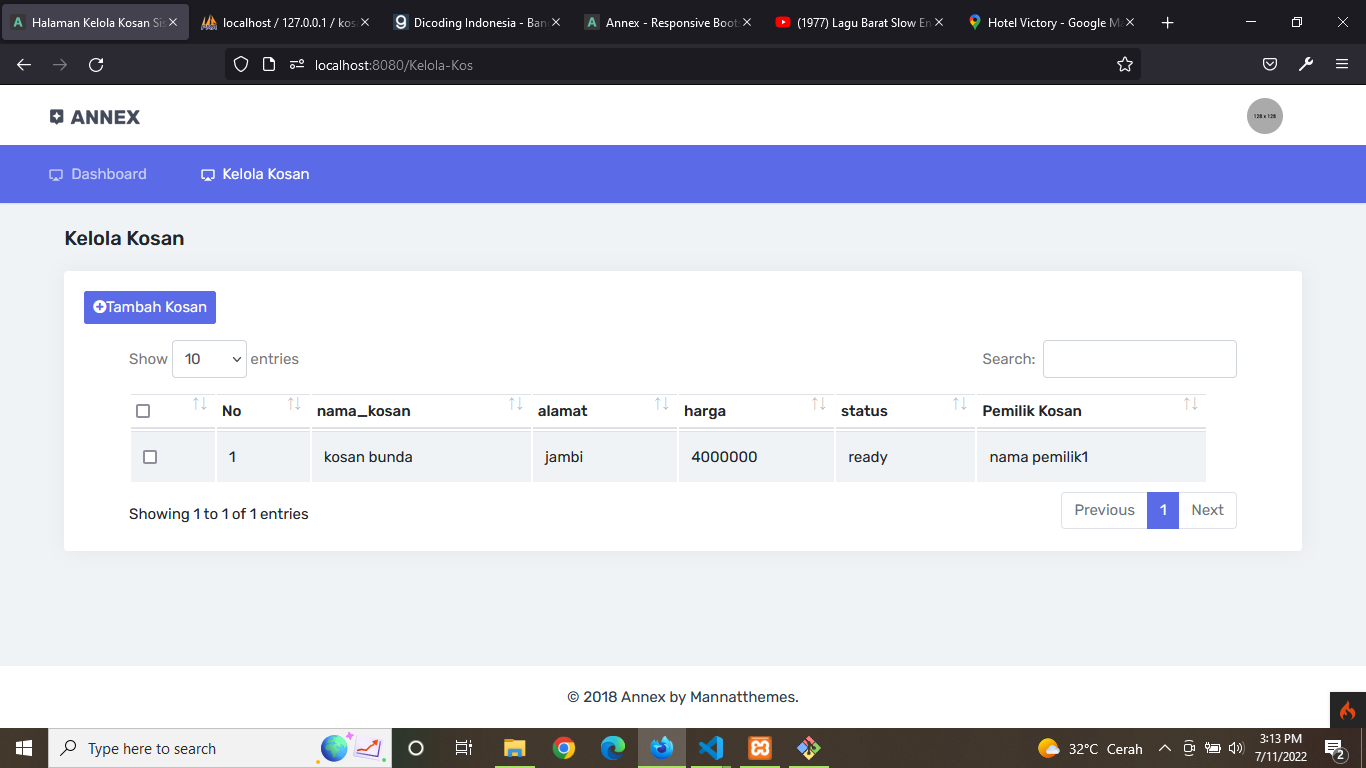 Halaman Kelola Kosan Sis
localhost / 127.0.0.1 / kos
Dicoding Indonesia - Bang
Annex - Responsive Boots
(1977) Lagu Barat Slow En
Hotel Victory - Google Ma
localhost:8080/Kelola-Kos
ANNEX
128 x 128
Dashboard
Kelola Kosan
Kelola Kosan
Tambah Kosan
Show 10 entries
Search:
No nama_kosan alamat harga status Pemilik Kosan
1 kosan bunda jambi 4000000 ready nama pemilik1
Showing 1 to 1 of 1 entries
Previous 1 Next
© 2018 Annex by Mannatthemes.
Type here to search
32°C Cerah
3:13 PM
7/11/2022
2